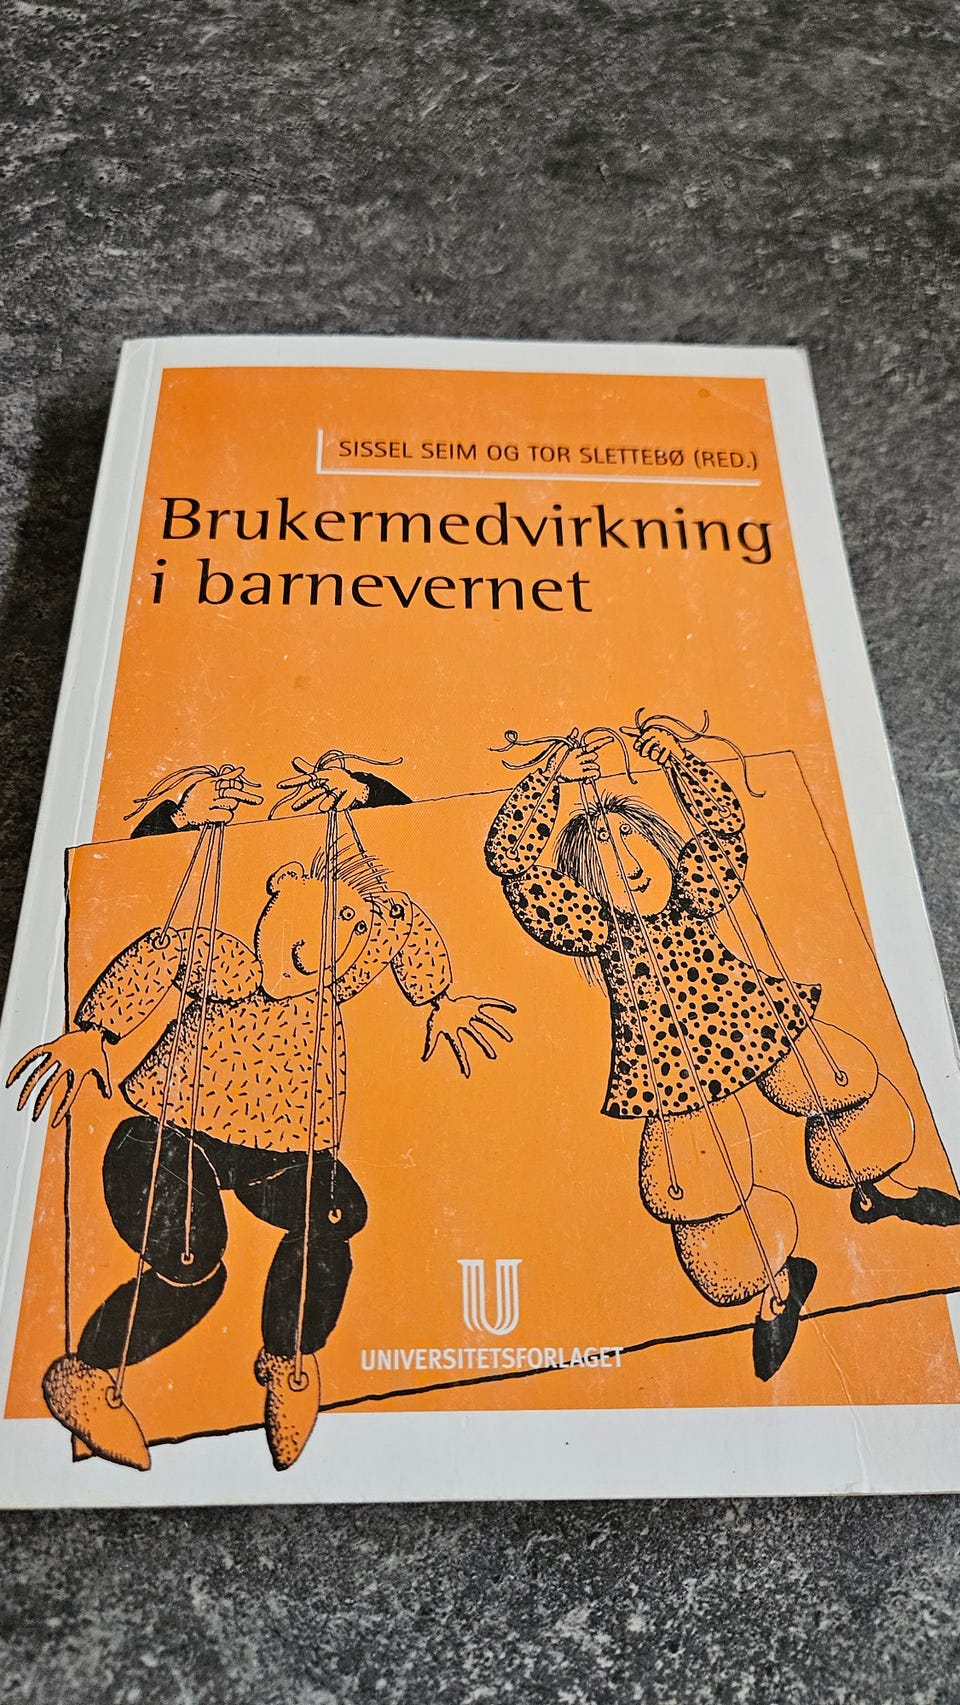 SISSEL SEIM OG TOR SLETTEBØ (RED.)
Brukermedvirkning
i barnevernet
U
UNIVERSITETSFORLAGET